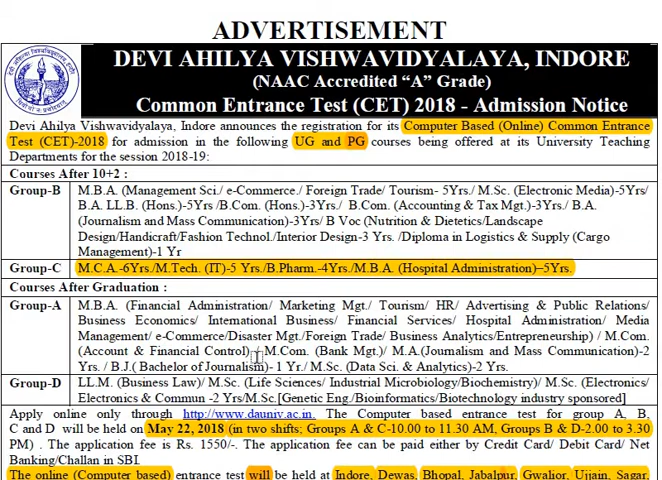 ADVERTISEMENT
DEVI AHILYA VISHWAVIDYALAYA, INDORE
(NAAC Accredited “A” Grade)
Common Entrance Test (CET) 2018 - Admission Notice
Devi Ahilya Vishwavidyalaya, Indore announces the registration for its Computer Based (Online) Common Entrance
Test (CET)-2018 for admission in the following UG and PG courses being offered at its University Teaching
Departments for the session 2018-19:
Courses After 10+2 :
Group-B M.B.A. (Management Sci./ e-Commerce./ Foreign Trade/ Tourism- 5Yrs./ M.Sc. (Electronic Media)-5Yrs/
B.A. LL.B. (Hons.)-5Yrs /B.Com. (Hons.)-3Yrs./ B.Com. (Accounting & Tax Mgt.)-3Yrs./ B.A.
(Journalism and Mass Communication)-3Yrs/ B Voc (Nutrition & Dietetics/Landscape
Design/Handicraft/Fashion Technol./Interior Design-3 Yrs. /Diploma in Logistics & Supply (Cargo
Management)-1 Yr
Group-C M.C.A.-6Yrs./M.Tech. (IT)-5 Yrs./B.Pharm.-4Yrs./M.B.A. (Hospital Administration)–5Yrs.
Courses After Graduation :
Group-A M.B.A. (Financial Administration/ Marketing Mgt./ Tourism/ HR/ Advertising & Public Relations/
Business Economics/ International Business/ Financial Services/ Hospital Administration/ Media
Management/ e-Commerce/Disaster Mgt./Foreign Trade/ Business Analytics/Entrepreneurship) / M.Com.
(Account & Financial Control) / M.Com. (Bank Mgt.)/ M.A.(Journalism and Mass Communication)-2
Yrs. / B.J.( Bachelor of Journalism)- 1 Yr./ M.Sc. (Data Sci. & Analytics)-2 Yrs.
Group-D LL.M. (Business Law)/ M.Sc. (Life Sciences/ Industrial Microbiology/Biochemistry)/ M.Sc. (Electronics/
Electronics & Commun -2 Yrs/M.Sc.[Genetic Eng./Bioinformatics/Biotechnology industry sponsored]
Apply online only through http://www.dauniv.ac.in. The Computer based entrance test for group A, B,
C and D will be held on May 22, 2018 (in two shifts; Groups A & C-10.00 to 11.30 AM, Groups B & D-2.00 to 3.30
PM) . The application fee is Rs. 1550/-. The application fee can be paid either by Credit Card/ Debit Card/ Net
Banking/Challan in SBI.
The online (Computer based) entrance test will be held at Indore, Dewas, Bhopal, Jabalpur, Gwalior, Ujjain, Sagar,